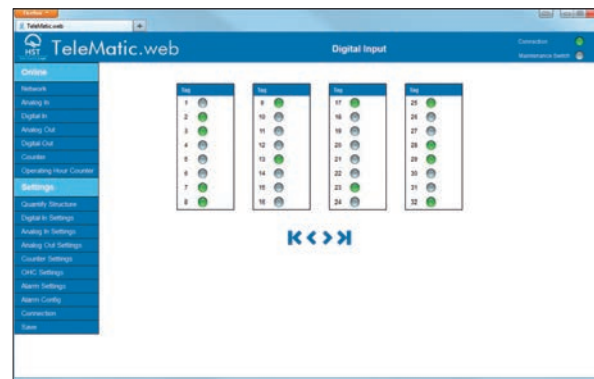 TeleMatic.web
HST
TeleMatic.web
Digital Input
Connection
Maintenance Switch
Online
Network
Analog In
Digital In
Analog Out
Digital Out
Counter
Operating Hour Counter
Settings
Quantify Structure
Digital In Settings
Analog In Settings
Analog Out Settings
Counter Settings
OHC Settings
Alarm Settings
Alarm Config
Connection
Save
1
2
3
4
5
6
7
8
9
10
11
12
13
14
15
16
17
18
19
20
21
22
23
24
25
26
27
28
29
30
31
32